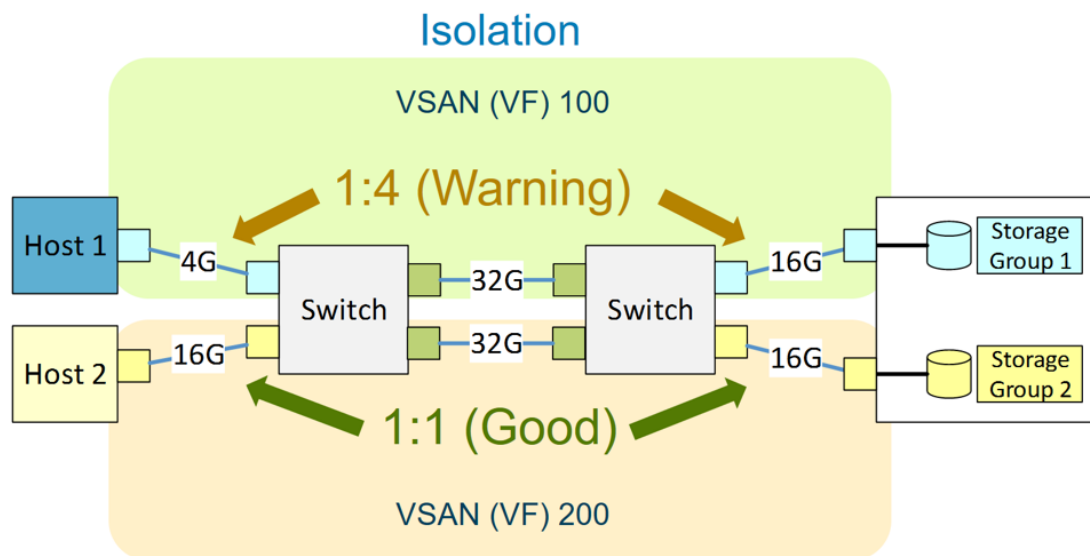 Isolation
VSAN (VF) 100
1:4 (Warning)
Host 1
4G
Switch
32G
Switch
16G
Storage
Group 1
Host 2
16G
32G
16G
Storage
Group 2
1:1 (Good)
VSAN (VF) 200